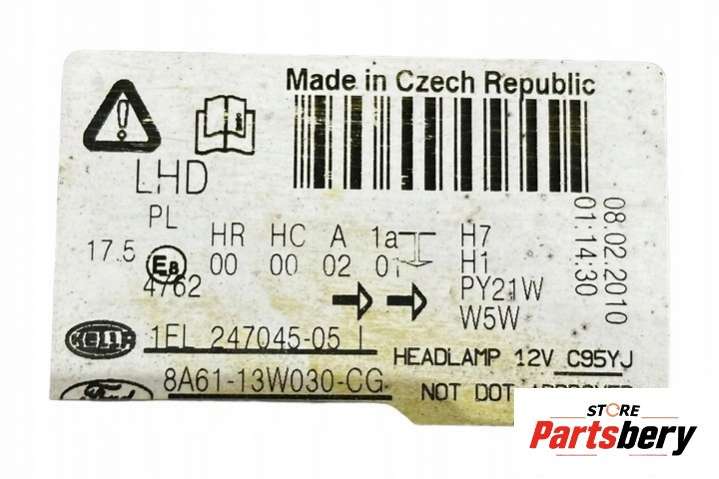 Made in Czech Republic
LHD
PL
17.5
E8
4762
HR HC A 1a
00 00 02 01
H7
H1
PY21W
W5W
08.02.2010
01:14:30
HELLA
1EL 247045-05
HEADLAMP 12V C95YJ
Ford
8A61-13W030-CG
NOT DOT APPROVED
STORE
Partsbery